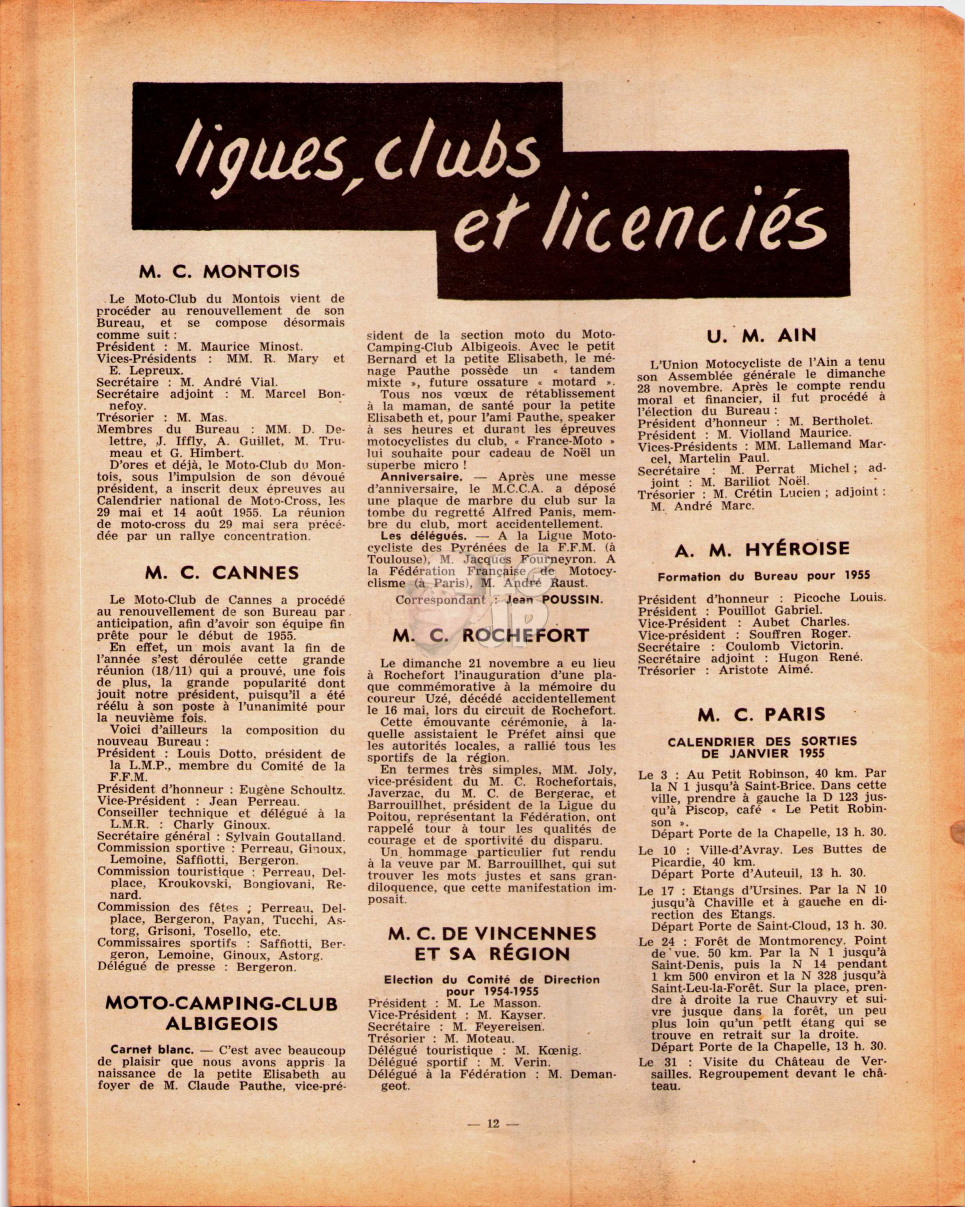 ligues, clubs
et licenciés
M. C. MONTOIS
Le Moto-Club du Montois vient de
procéder au renouvellement de son
Bureau, et se compose désormais
comme suit :
Président : M. Maurice Minost.
Vices-Présidents : MM. R. Mary et
E. Lepreux.
Secrétaire : M. André Vial.
Secrétaire adjoint : M. Marcel Bon-
nefoy.
Trésorier : M. Mas.
Membres du Bureau : MM. D. De-
lettre, J. Iffly, A. Guillet, M. Tru-
meau et G. Himbert.
D'ores et déjà, le Moto-Club du Mon-
tois, sous l'impulsion de son dévoué
président, a inscrit deux épreuves au
Calendrier national de Moto-Cross, les
29 mai et 14 août 1955. La réunion
de moto-cross du 29 mai sera précé-
dée par un rallye concentration.
M. C. CANNES
Le Moto-Club de Cannes a procédé
au renouvellement de son Bureau par
anticipation, afin d'avoir son équipe fin
prête pour le début de 1955.
En effet, un mois avant la fin de
l'année s'est déroulée cette grande
réunion (18/11) qui a prouvé, une fois
de plus, la grande popularité dont
jouit notre président, puisqu'il a été
réélu à son poste à l'unanimité pour
la neuvième fois.
Voici d'ailleurs la composition du
nouveau Bureau :
Président : Louis Dotto, président de
la L.M.P., membre du Comité de la
F.F.M.
Président d'honneur : Eugène Schoultz.
Vice-Président : Jean Perreau.
Conseiller technique et délégué à la
L.M.R. : Charly Ginoux.
Secrétaire général : Sylvain Goutalland.
Commission sportive : Perreau, Ginoux,
Lemoine, Saffiotti, Bergeron.
Commission touristique : Perreau, Del-
place, Kroukovski, Bongiovani, Re-
nard.
Commission des fêtes : Perreau, Del-
place, Bergeron, Payan, Tucchi, As-
torg, Grisoni, Tosello, etc.
Commissaires sportifs : Saffiotti, Ber-
geron, Lemoine, Ginoux, Astorg.
Délégué de presse : Bergeron.
MOTO-CAMPING-CLUB
ALBIGEOIS
Carnet blanc. — C'est avec beaucoup
de plaisir que nous avons appris la
naissance de la petite Elisabeth au
foyer de M. Claude Pauthe, vice-pré-
sident de la section moto du Moto-
Camping-Club Albigeois. Avec le petit
Bernard et la petite Elisabeth, le mé-
nage Pauthe possède un « tandem
mixte », future ossature « motard ».
Tous nos vœux de rétablissement
à la maman, de santé pour la petite
Elisabeth et, pour l'ami Pauthe, speaker
à ses heures et durant les épreuves
motocyclistes du club, « France-Moto »
lui souhaite pour cadeau de Noël un
superbe micro !
Anniversaire. — Après une messe
d'anniversaire, le M.C.C.A. a déposé
une plaque de marbre du club sur la
tombe du regretté Alfred Panis, mem-
bre du club, mort accidentellement.
Les délégués. — A la Ligue Moto-
cycliste des Pyrénées de la F.F.M. (à
Toulouse), M. Jacques Fourneyron. A
la Fédération Française de Motocy-
clisme (à Paris), M. André Raust.
Correspondant : Jean POUSSIN.
M. C. ROCHEFORT
Le dimanche 21 novembre a eu lieu
à Rochefort l'inauguration d'une pla-
que commémorative à la mémoire du
coureur Uzé, décédé accidentellement
le 16 mai, lors du circuit de Rochefort.
Cette émouvante cérémonie, à la-
quelle assistaient le Préfet ainsi que
les autorités locales, a rallié tous les
sportifs de la région.
En termes très simples, MM. Joly,
vice-président du M. C. Rochefortais,
Javerzac, du M. C. de Bergerac, et
Barrouillhet, président de la Ligue du
Poitou, représentant la Fédération, ont
rappelé tour à tour les qualités de
courage et de sportivité du disparu.
Un hommage particulier fut rendu
à la veuve par M. Barrouillhet, qui sut
trouver les mots justes et sans gran-
diloquence, que cette manifestation im-
posait.
M. C. DE VINCENNES
ET SA RÉGION
Election du Comité de Direction
pour 1954-1955
Président : M. Le Masson.
Vice-Président : M. Kayser.
Secrétaire : M. Feyereisen.
Trésorier : M. Moteau.
Délégué touristique : M. Kœnig.
Délégué sportif : M. Verin.
Délégué à la Fédération : M. Deman-
geot.
U. M. AIN
L'Union Motocycliste de l'Ain a tenu
son Assemblée générale le dimanche
28 novembre. Après le compte rendu
moral et financier, il fut procédé à
l'élection du Bureau :
Président d'honneur : M. Bertholet.
Président : M. Violland Maurice.
Vices-Présidents : MM. Lallemand Mar-
cel, Martelin Paul.
Secrétaire : M. Perrat Michel ; ad-
joint : M. Bariliot Noël.
Trésorier : M. Crétin Lucien ; adjoint :
M. André Marc.
A. M. HYÉROISE
Formation du Bureau pour 1955
Président d'honneur : Picoche Louis.
Président : Pouillot Gabriel.
Vice-Président : Aubet Charles.
Vice-président : Souffren Roger.
Secrétaire : Coulomb Victorin.
Secrétaire adjoint : Hugon René.
Trésorier : Aristote Aimé.
M. C. PARIS
CALENDRIER DES SORTIES
DE JANVIER 1955
Le 3 : Au Petit Robinson, 40 km. Par
la N 1 jusqu'à Saint-Brice. Dans cette
ville, prendre à gauche la D 123 jus-
qu'à Piscop, café « Le Petit Robin-
son ».
Départ Porte de la Chapelle, 13 h. 30.
Le 10 : Ville-d'Avray. Les Buttes de
Picardie, 40 km.
Départ Porte d'Auteuil, 13 h. 30.
Le 17 : Etangs d'Ursines. Par la N 10
jusqu'à Chaville et à gauche en di-
rection des Etangs.
Départ Porte de Saint-Cloud, 13 h. 30.
Le 24 : Forêt de Montmorency. Point
de vue. 50 km. Par la N 1 jusqu'à
Saint-Denis, puis la N 14 pendant
1 km 500 environ et la N 328 jusqu'à
Saint-Leu-la-Forêt. Sur la place, pren-
dre à droite la rue Chauvry et sui-
vre jusque dans la forêt, un peu
plus loin qu'un petit étang qui se
trouve en retrait sur la droite.
Départ Porte de la Chapelle, 13 h. 30.
Le 31 : Visite du Château de Ver-
sailles. Regroupement devant le châ-
teau.
— 12 —